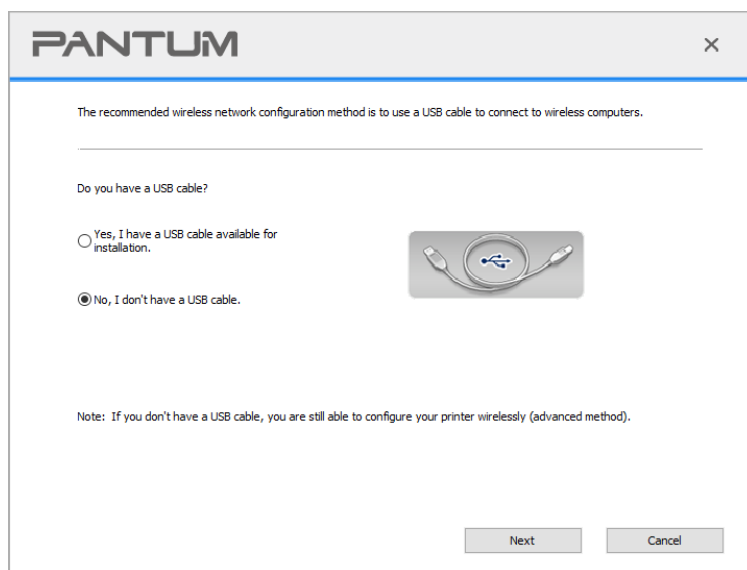 PANTUM
The recommended wireless network configuration method is to use a USB cable to connect to wireless computers.
Do you have a USB cable?
Yes, I have a USB cable available for
installation.
No, I don't have a USB cable.
Note: If you don't have a USB cable, you are still able to configure your printer wirelessly (advanced method).
Next Cancel